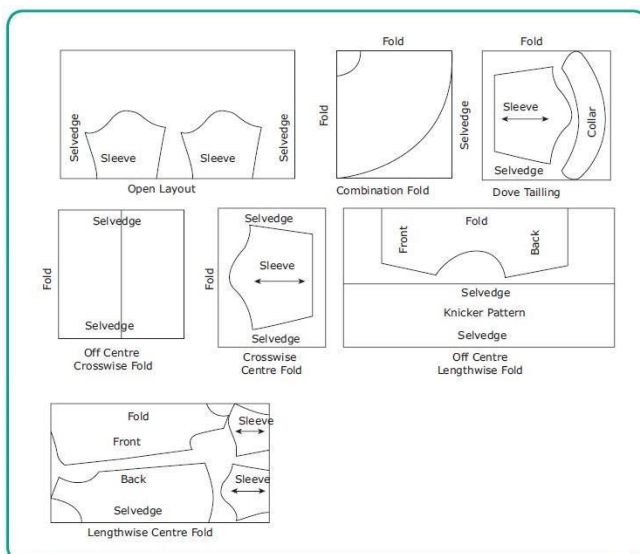 Selvedge
Sleeve
Sleeve
Selvedge
Open Layout
Fold
Fold
Selvedge
Combination Fold
Fold
Sleeve
Collar
Selvedge
Dove Tailling
Fold
Selvedge
Selvedge
Off Centre
Crosswise Fold
Fold
Selvedge
Sleeve
Selvedge
Crosswise
Centre Fold
Front
Fold
Back
Selvedge
Knicker Pattern
Selvedge
Off Centre
Lengthwise Fold
Fold
Front
Sleeve
Back
Sleeve
Selvedge
Lengthwise Centre Fold